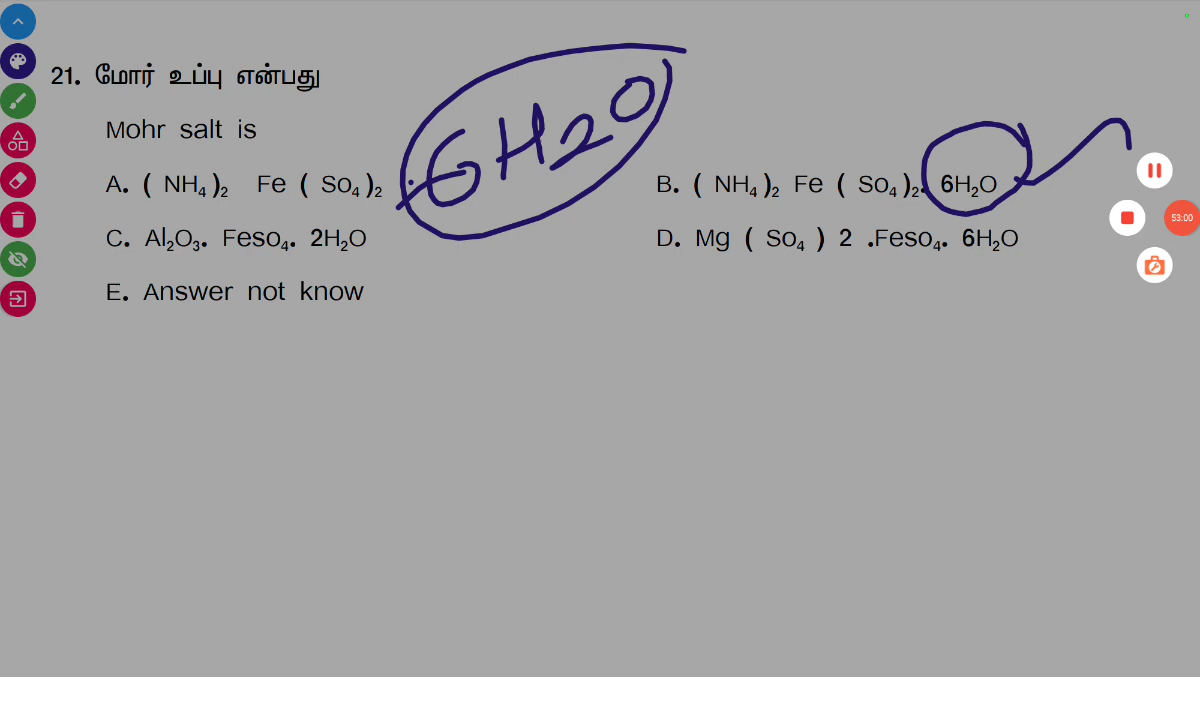 21. மோர் உப்பு என்பது
Mohr salt is
A. ( NH₄ )₂ Fe ( So₄ )₂ .6H2O
B. ( NH₄ )₂ Fe ( So₄ )₂. 6H₂O
C. Al₂O₃. Feso₄. 2H₂O
D. Mg ( So₄ ) 2 .Feso₄. 6H₂O
E. Answer not know
53:00